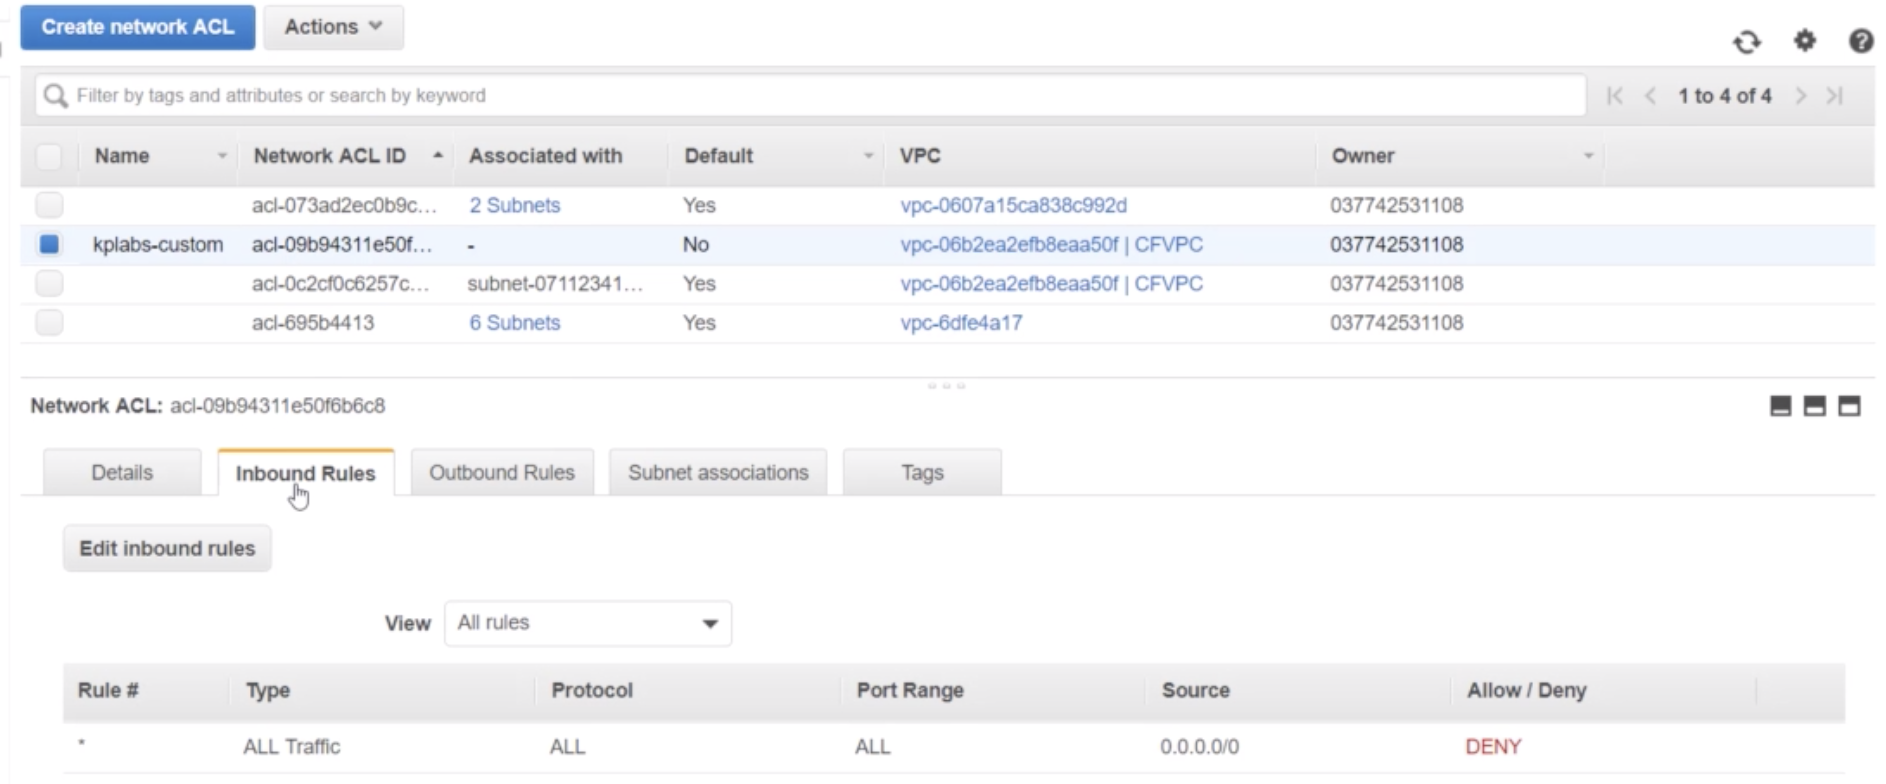 Create network ACL Actions
Filter by tags and attributes or search by keyword 1 to 4 of 4
Name Network ACL ID Associated with Default VPC Owner
acl-073ad2ec0b9c... 2 Subnets Yes vpc-0607a15ca838c992d 037742531108
kplabs-custom acl-09b94311e50f... - No vpc-06b2ea2efb8eaa50f | CFVPC 037742531108
acl-0c2cf0c6257c... subnet-07112341... Yes vpc-06b2ea2efb8eaa50f | CFVPC 037742531108
acl-695b4413 6 Subnets Yes vpc-6dfe4a17 037742531108
Network ACL: acl-09b94311e50f6b6c8
Details Inbound Rules Outbound Rules Subnet associations Tags
Edit inbound rules
View All rules
Rule # Type Protocol Port Range Source Allow / Deny
* ALL Traffic ALL ALL 0.0.0.0/0 DENY